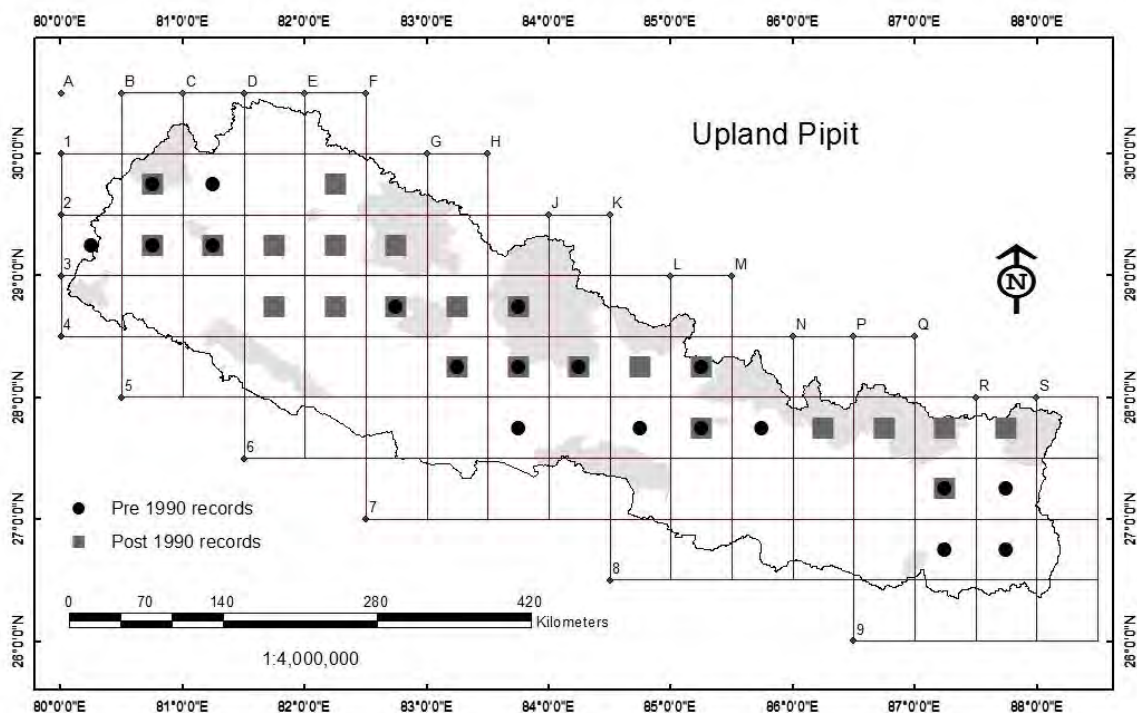 80°0'0"E 81°0'0"E 82°0'0"E 83°0'0"E 84°0'0"E 85°0'0"E 86°0'0"E 87°0'0"E 88°0'0"E
A B C D E F
Upland Pipit
30°0'0"N 1 G H 30°0'0"N
2 J K
29°0'0"N 3 L M N 29°0'0"N
4 N P Q
28°0'0"N 5 R S 28°0'0"N
6
Pre 1990 records
27°0'0"N 7 27°0'0"N
Post 1990 records
8
0 70 140 280 420
Kilometers
26°0'0"N 9 26°0'0"N
1:4,000,000
80°0'0"E 81°0'0"E 82°0'0"E 83°0'0"E 84°0'0"E 85°0'0"E 86°0'0"E 87°0'0"E 88°0'0"E